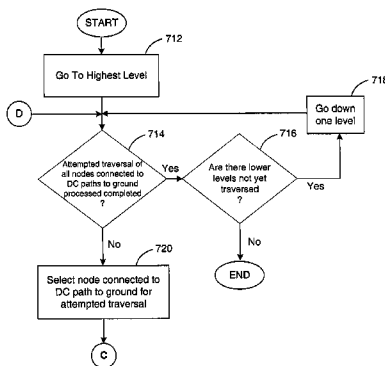 START
712
Go To Highest Level
D
718
Go down
one level
714
Attempted traversal of
all nodes connected to
DC paths to ground
processed completed
?
Yes
716
Are there lower
levels not yet
traversed
?
Yes
No
No
720
Select node connected to
DC path to ground for
attempted traversal
END
C